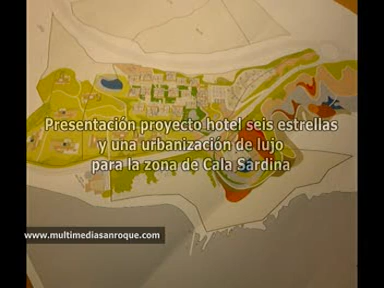 Presentación proyecto hotel seis estrellas
y una urbanización de lujo
para la zona de Cala Sardina
www.multimediasanroque.com